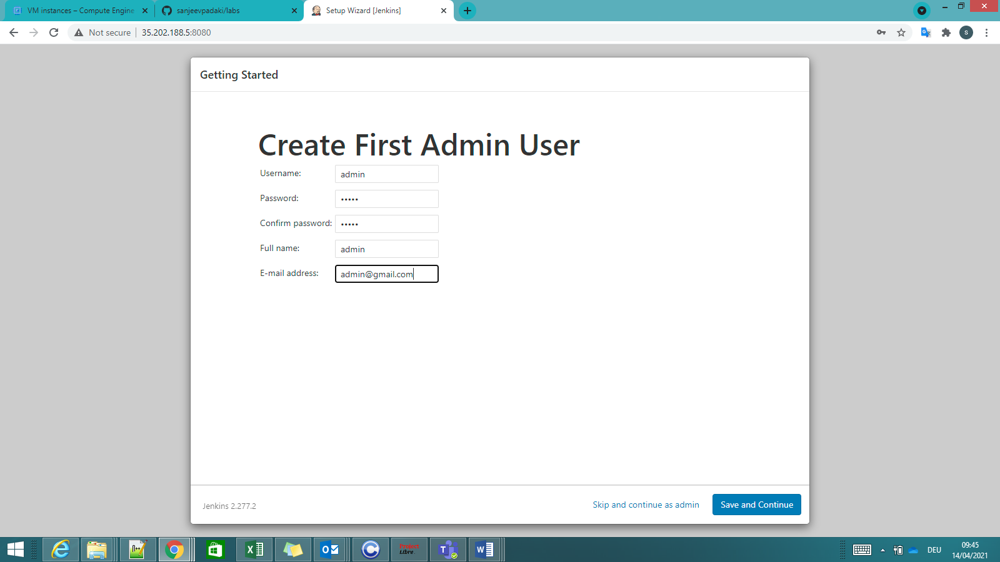 VM instances – Compute Engine
sanjeevpadaki/labs
Setup Wizard [Jenkins]
Not secure
35.202.188.5:8080
S
Getting Started
Create First Admin User
Username:
admin
Password:
•••••
Confirm password:
•••••
Full name:
admin
E-mail address:
admin@gmail.com
Jenkins 2.277.2
Skip and continue as admin
Save and Continue
Project
Libre
DEU
09:45
14/04/2021